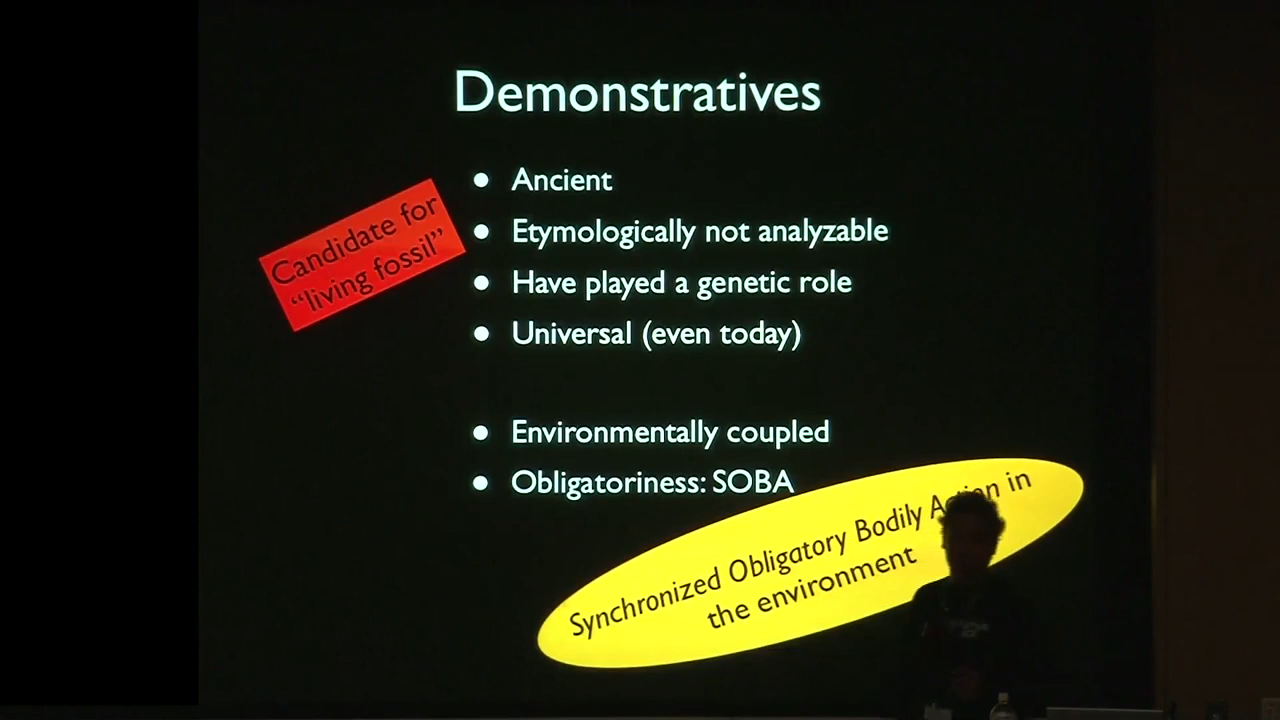 Demonstratives
Candidate for
“living fossil”
● Ancient
● Etymologically not analyzable
● Have played a genetic role
● Universal (even today)
● Environmentally coupled
● Obligatoriness: SOBA
Synchronized Obligatory Bodily Action in
the environment